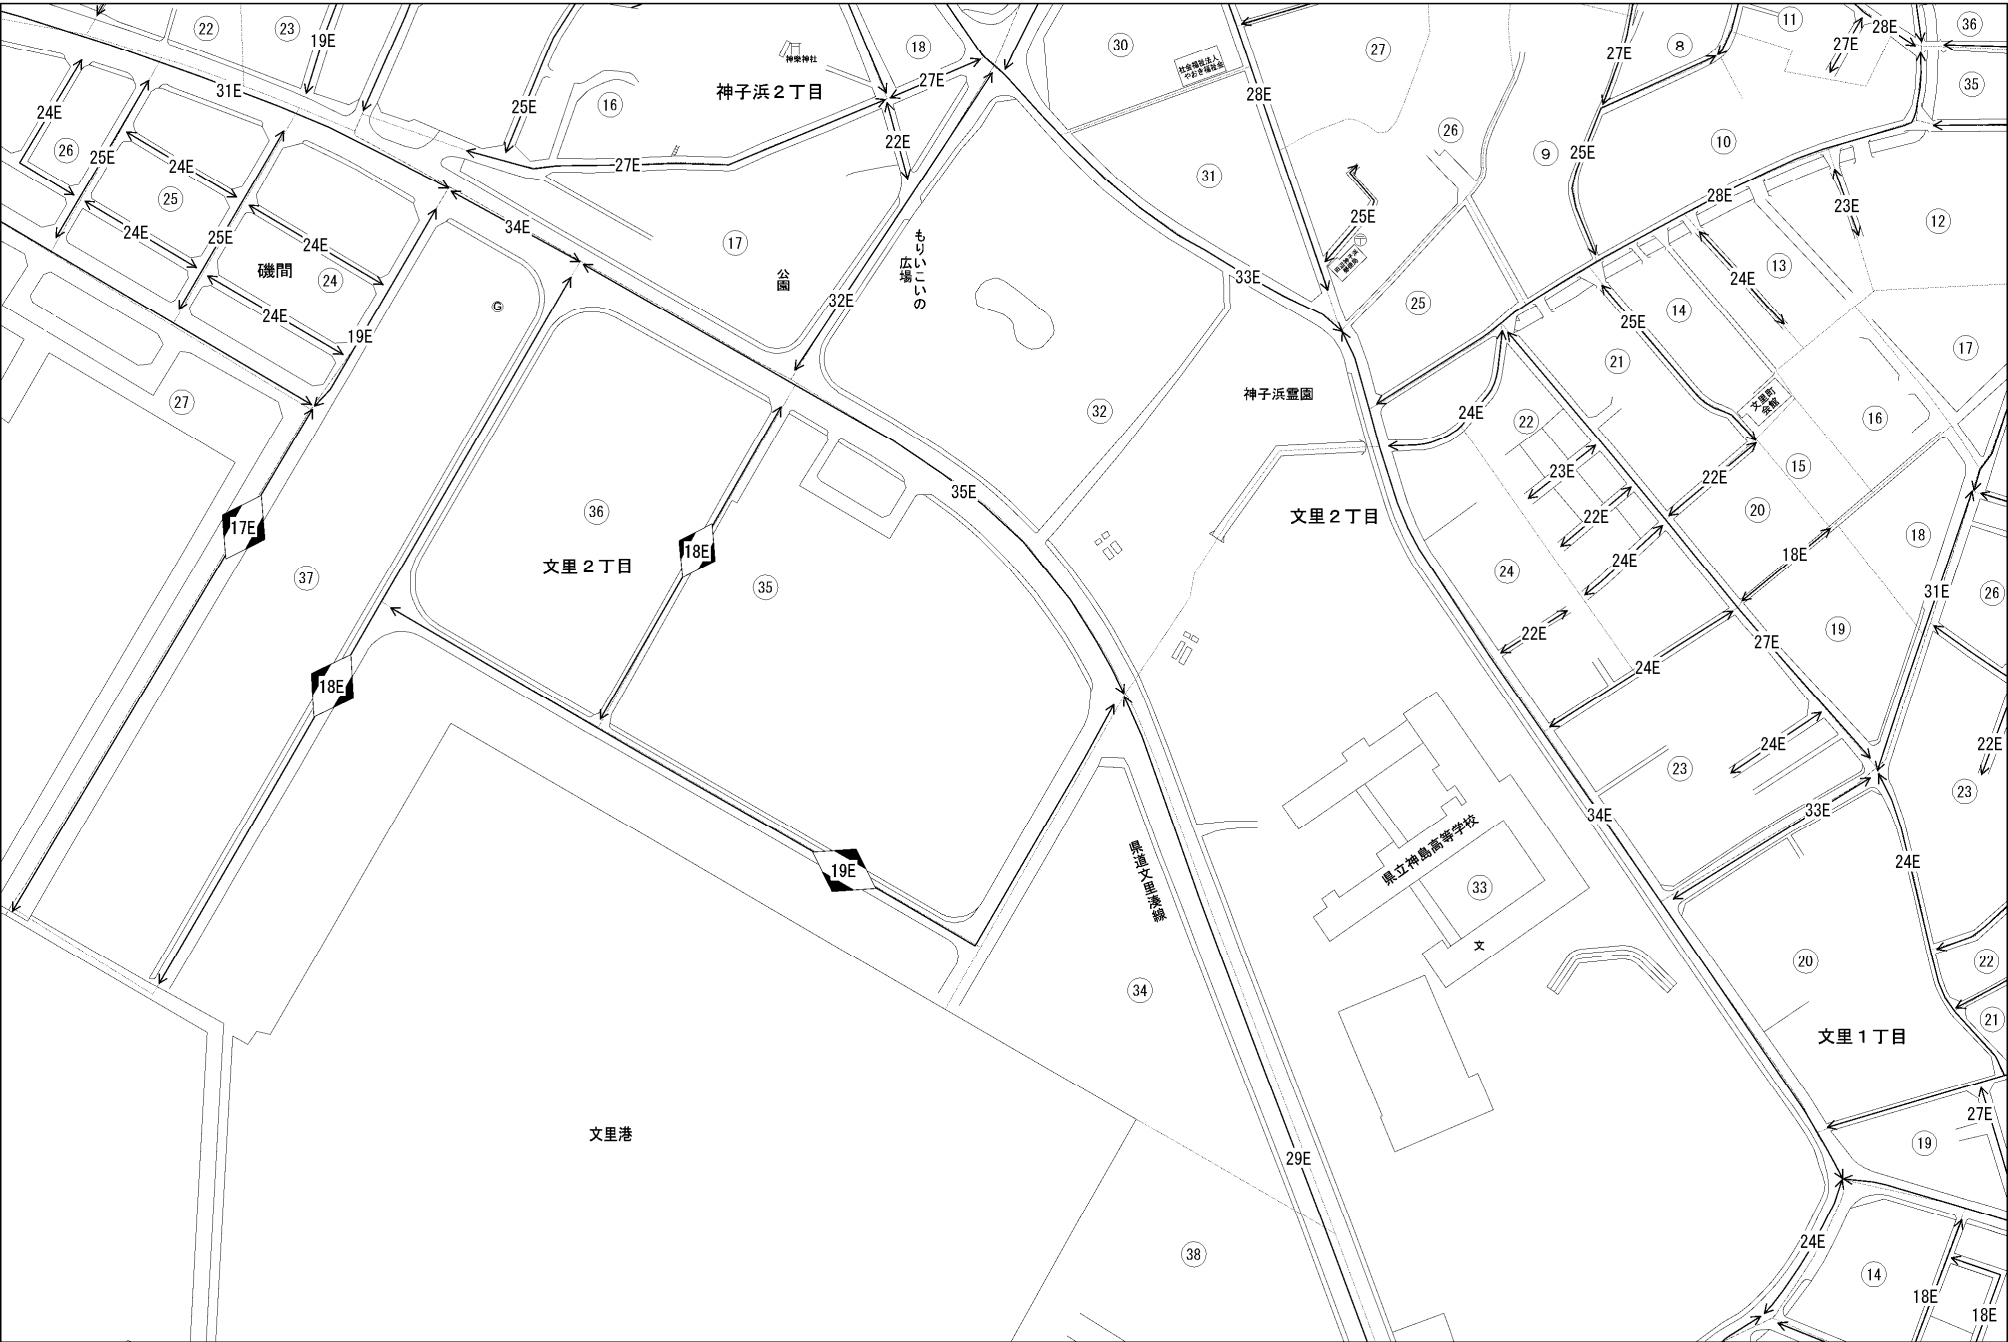 22
23
19E
18
30
27
28E
36
11
8
27E
28E
27E
35
31E
24E
25E
16
神楽神社
神子浜２丁目
27E
社会福祉法人
やおき福祉会
26
25E
24E
22E
31
26
9
25E
10
25
27E
28E
23E
12
34E
25E
24E
24E
17
公園
もりいこいの
広場
25E
磯間
24
24E
19E
32E
33E
田辺神子浜
郵便局
25
24E
13
25E
14
17
27
G
32
神子浜霊園
24E
22
21
文里町
会館
16
23E
22E
15
17E
36
35E
文里２丁目
22E
20
18
37
文里２丁目
18E
35
24E
24
18E
31E
26
22E
19
27E
24E
18E
24E
23
22E
23
19E
県道文里湊線
県立神島高等学校
33
文
34E
33E
24E
34
20
22
21
文里１丁目
文里港
29E
27E
19
38
24E
14
18E
18E